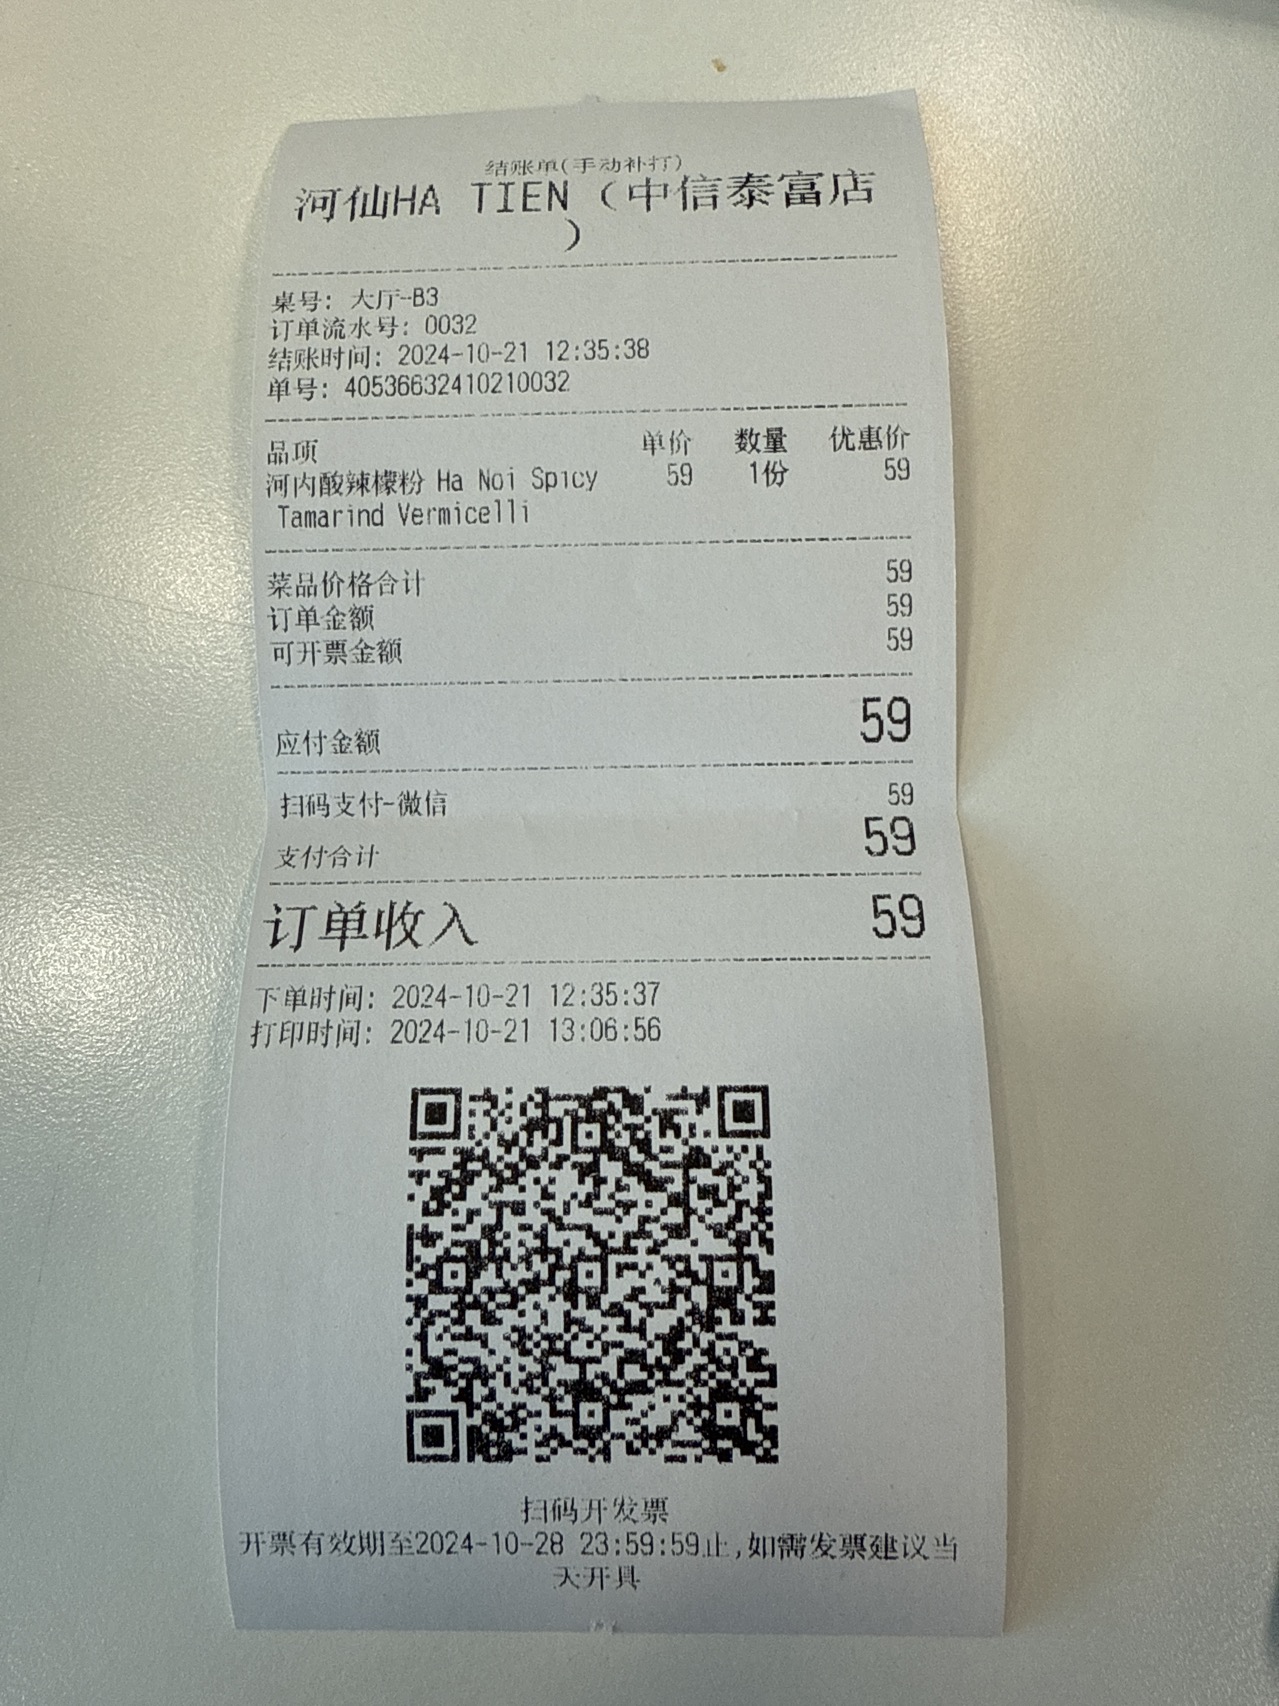 结账单(手动补打)
河仙HA TIEN（中信泰富店
）
桌号: 大厅-B3
订单流水号: 0032
结账时间: 2024-10-21 12:35:38
单号: 40536632410210032
品项 单价 数量 优惠价
河内酸辣檬粉 Ha Noi Spicy 59 1份 59
Tamarind Vermicelli
菜品价格合计 59
订单金额 59
可开票金额 59
应付金额 59
扫码支付-微信 59
支付合计 59
订单收入 59
下单时间: 2024-10-21 12:35:37
打印时间: 2024-10-21 13:06:56
扫码开发票
开票有效期至2024-10-28 23:59:59止,如需发票建议当
天开具